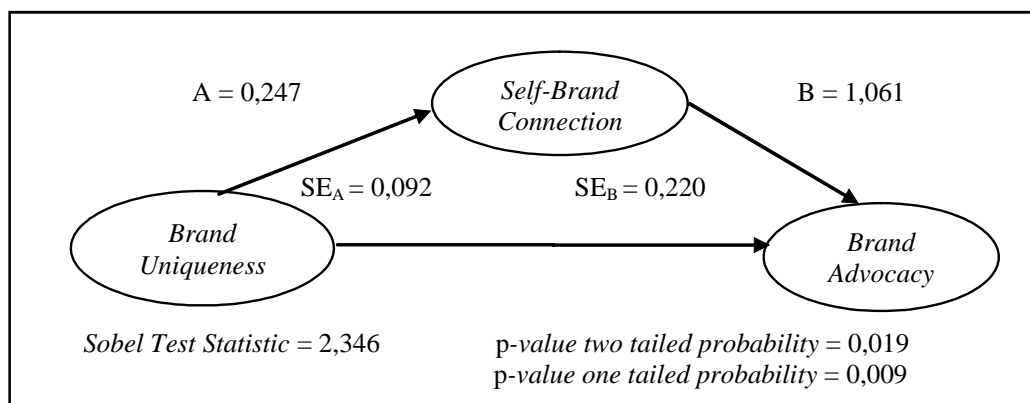 A = 0,247
Self-Brand
Connection
B = 1,061
SEA = 0,092
SEB = 0,220
Brand
Uniqueness
Brand
Advocacy
Sobel Test Statistic = 2,346
p-value two tailed probability = 0,019
p-value one tailed probability = 0,009